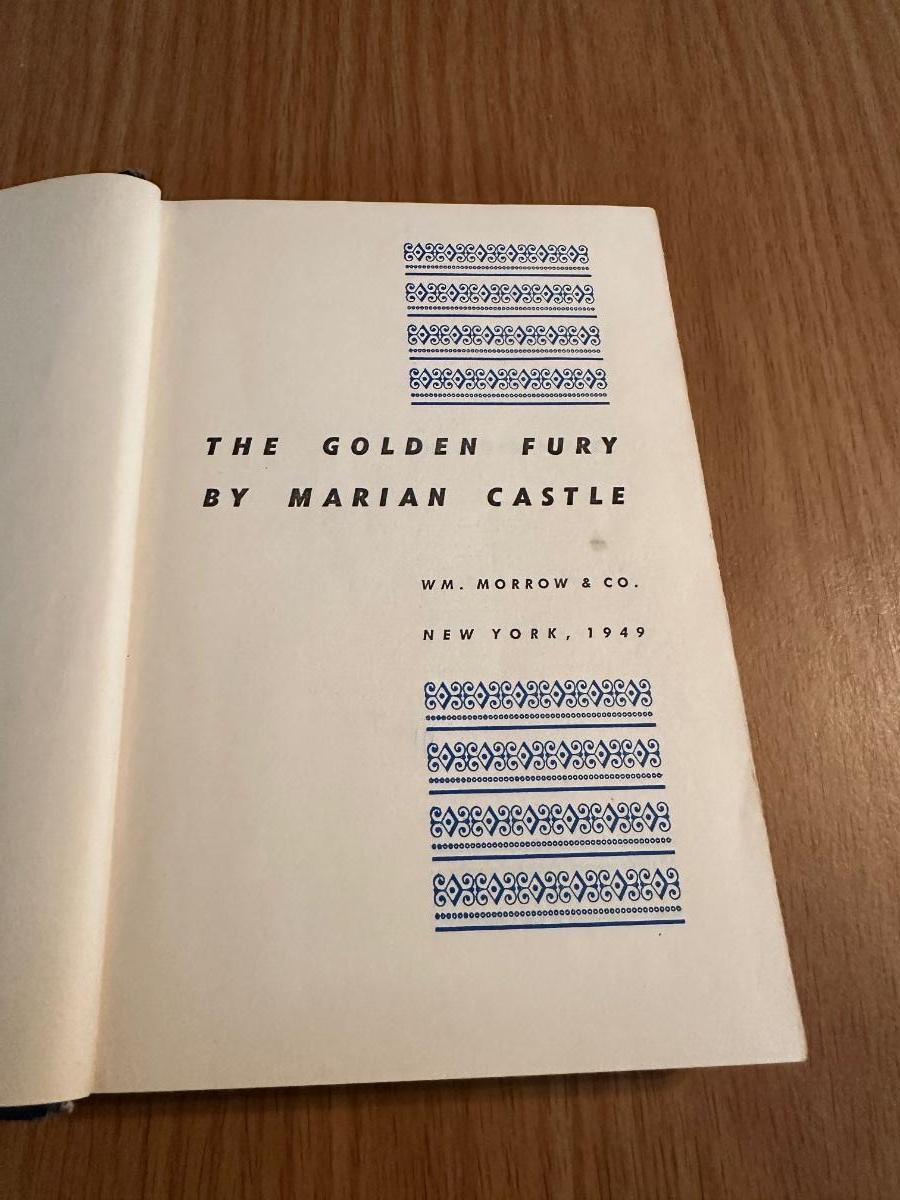 THE GOLDEN FURY
BY MARIAN CASTLE
WM. MORROW & CO.
NEW YORK, 1949